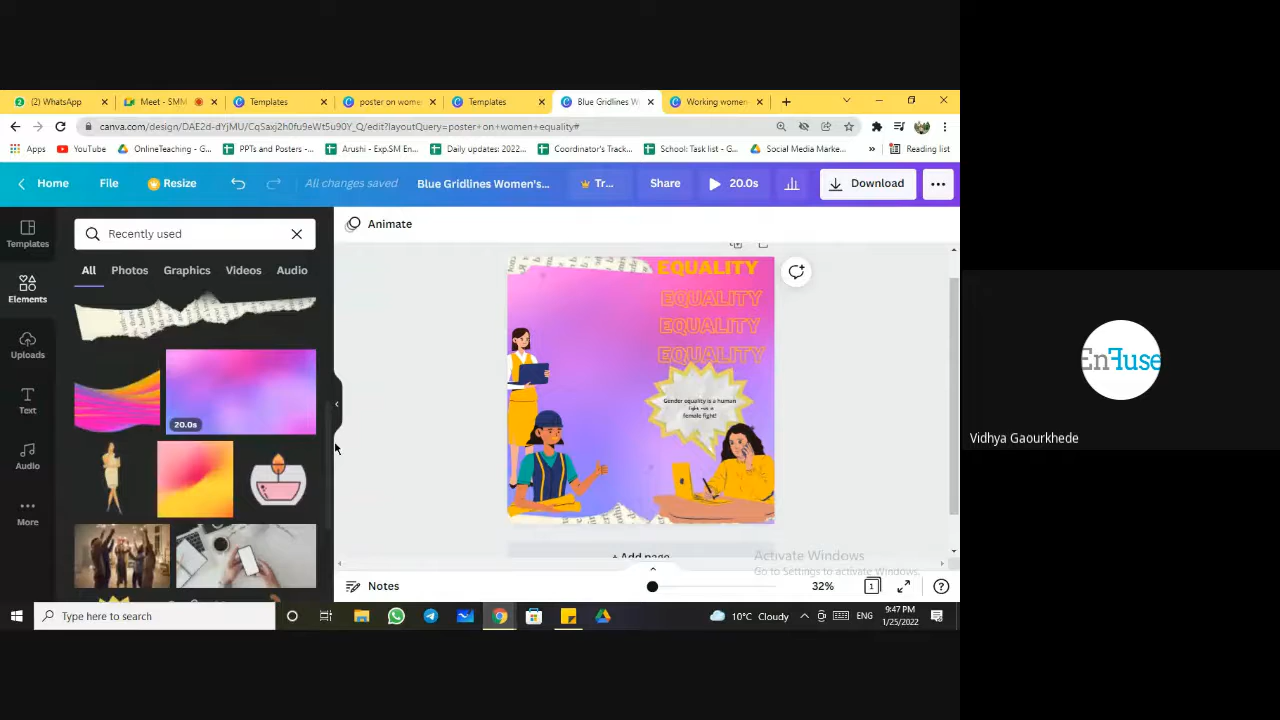 (2) WhatsApp
Meet - SMM
Templates
poster on wome
Templates
Blue Gridlines W
Working women
canva.com/design/DAE2d-dYjMU/CqSaxj2h0fu9eWt5u90Y_Q/edit?layoutQuery=poster+on+women+equality#
Apps
YouTube
OnlineTeaching - G...
PPTs and Posters -...
Arushi - Exp.SM En...
Daily updates: 2022...
Coordinator's Track...
School: Task list - G...
Social Media Marke...
»
Reading list
Home
File
Resize
All changes saved
Blue Gridlines Women's...
Tr...
Share
20.0s
Download
Templates
Elements
Uploads
Text
Audio
More
Recently used
All
Photos
Graphics
Videos
Audio
20.0s
Animate
EQUALITY
EQUALITY
EQUALITY
EQUALITY
Gender equality is a human
fight not a
female fight!
+ Add page
Activate Windows
Go to Settings to activate Windows.
Notes
32%
1
Type here to search
10°C Cloudy
ENG
9:47 PM
1/25/2022
EnFuse
Vidhya Gaourkhede